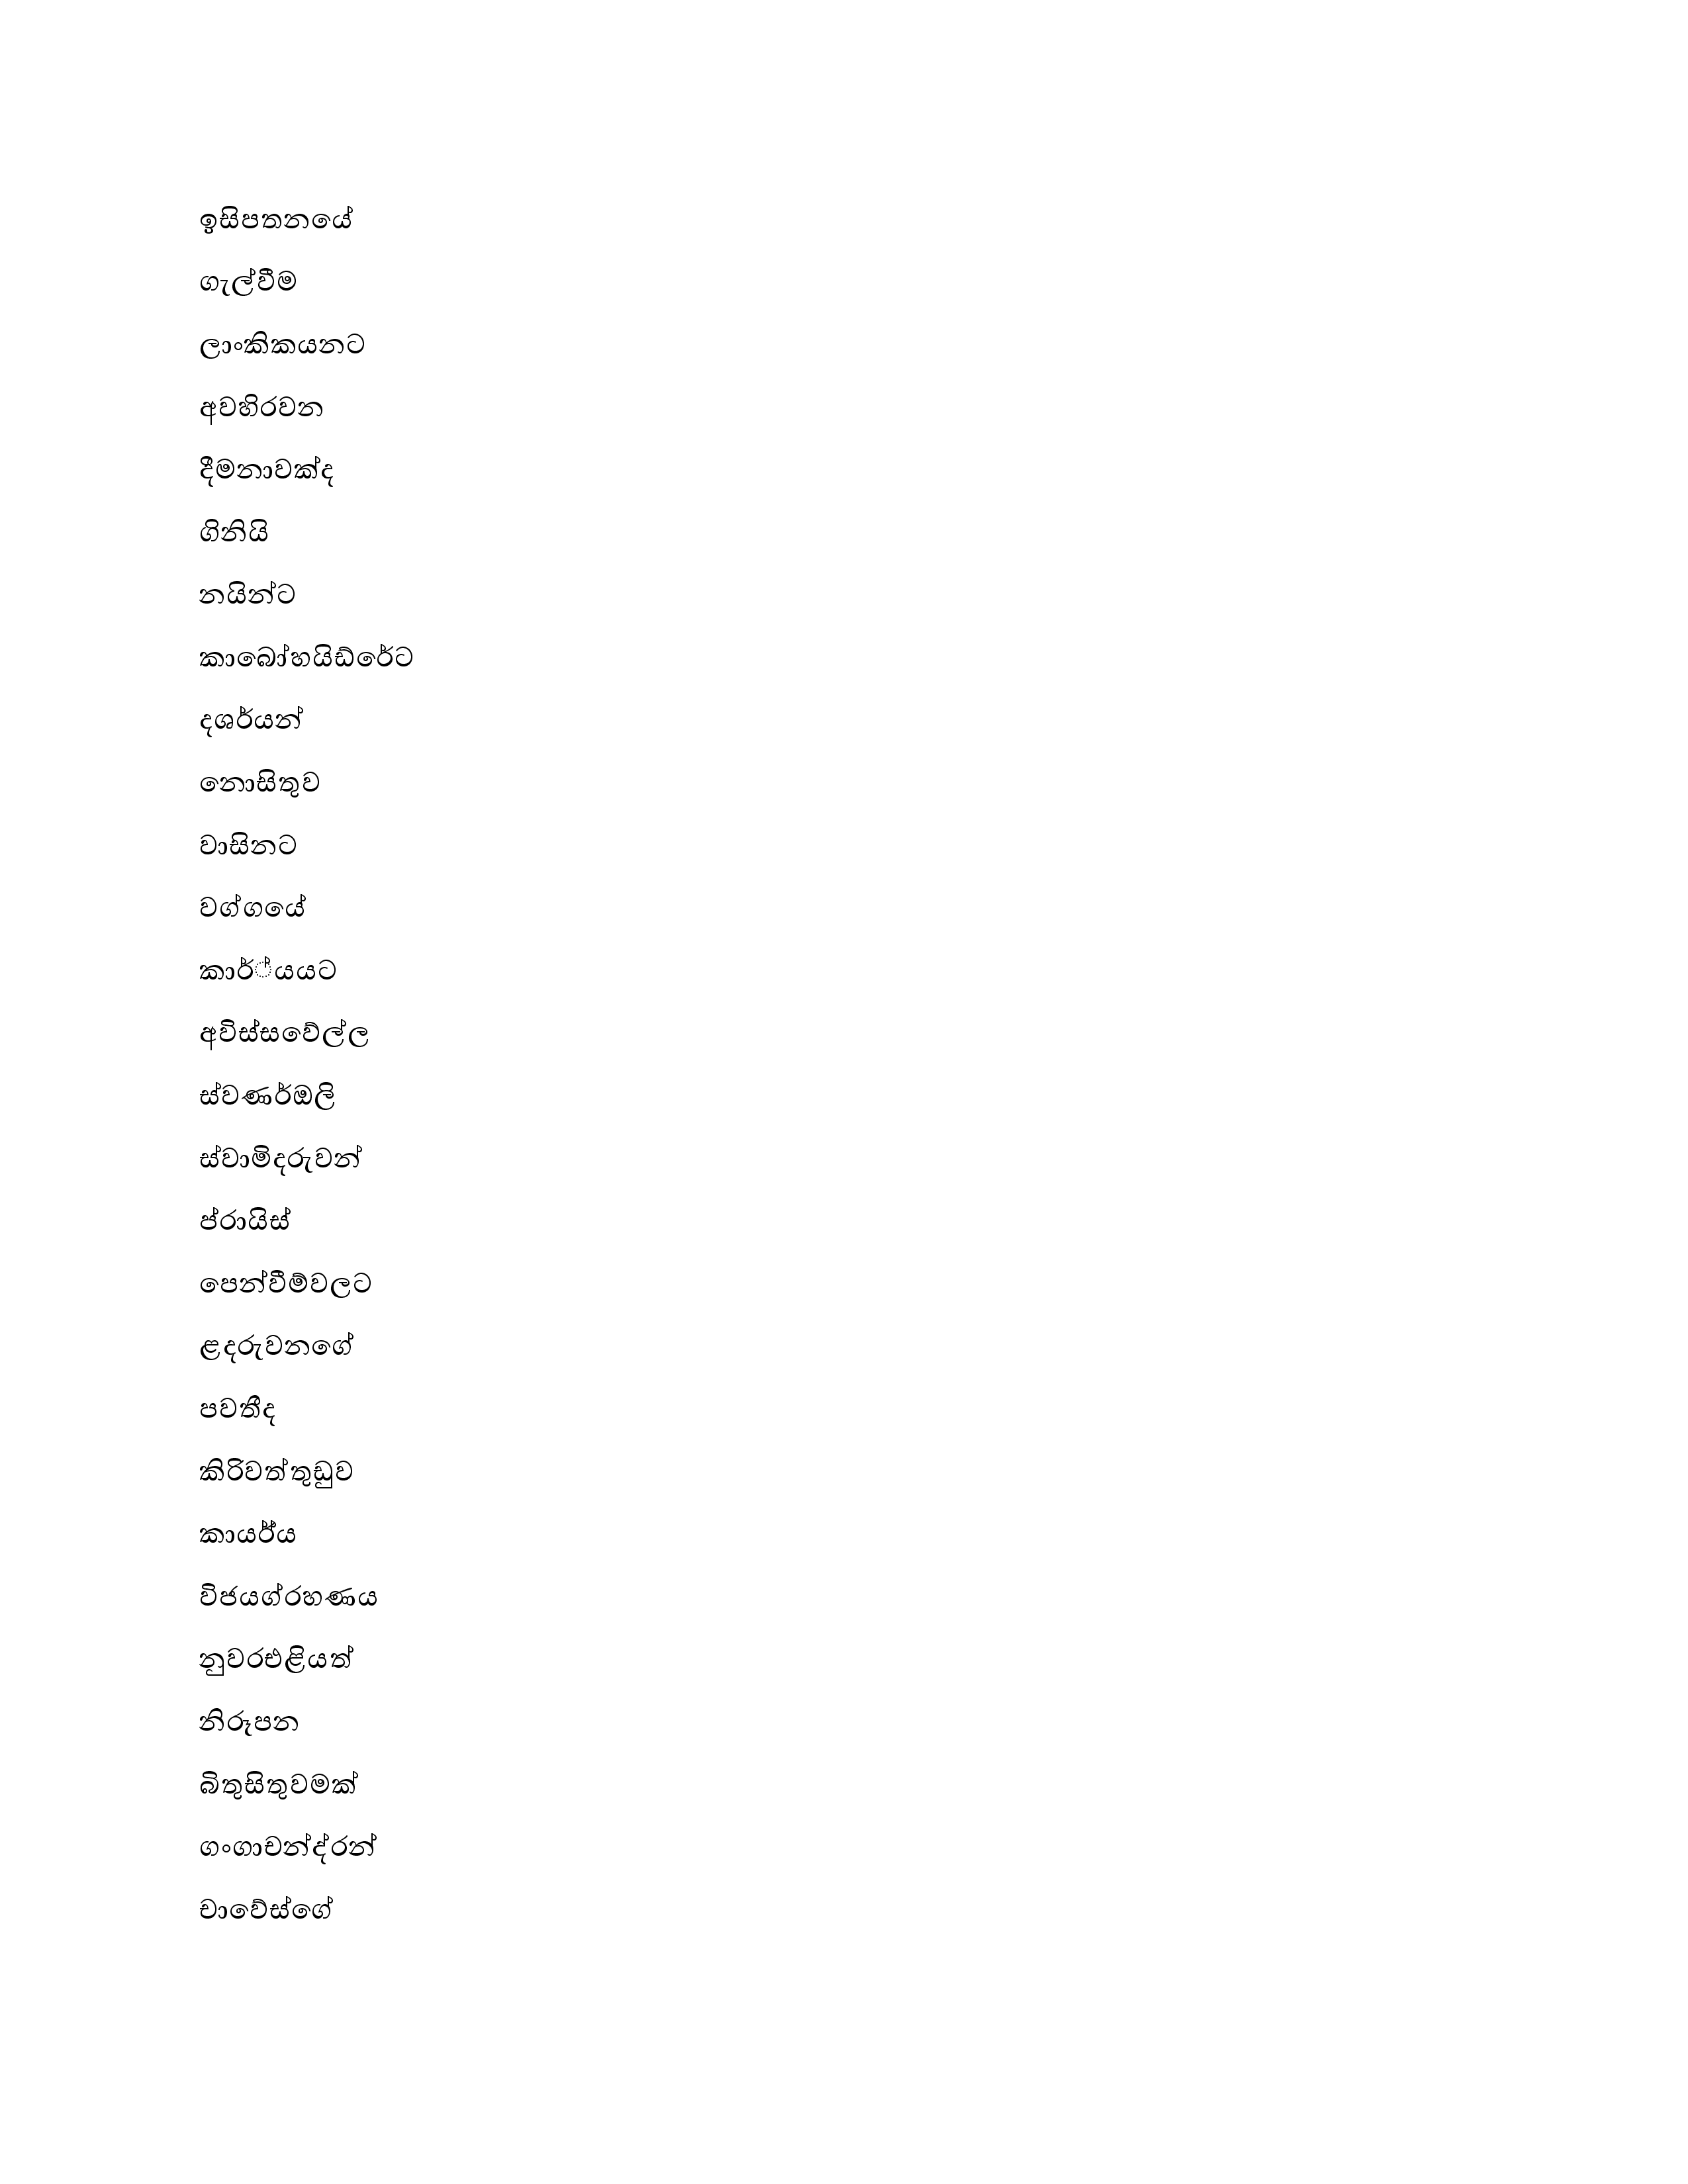 ඉසිපතනයේ
ගැල්වීම
ලාංකිකයනට
අවහිරවන
දීමනාවක්ද
ගිනියි
නයින්ට
කාබෝහයිඩ්රේට
දශර්යන්
නොසිතුව
වාසිනට
වග්ගයේ
කාර්්යයට
අවිස්සවේල්ල
ස්වණර්ඔලි
ස්වාමිදරුවන්
ප්රායිස්
පෙන්වීම්වලට
ළදරුවනගේ
පවතීද
කිරිවත්තුඩුව
කාර්ය්ය
විජයග්රහණය
නුවරඑළියත්
නිරූපන
බිතුසිතුවමක්
ගංගාචන්ද්රන්
චාවේස්ගේ